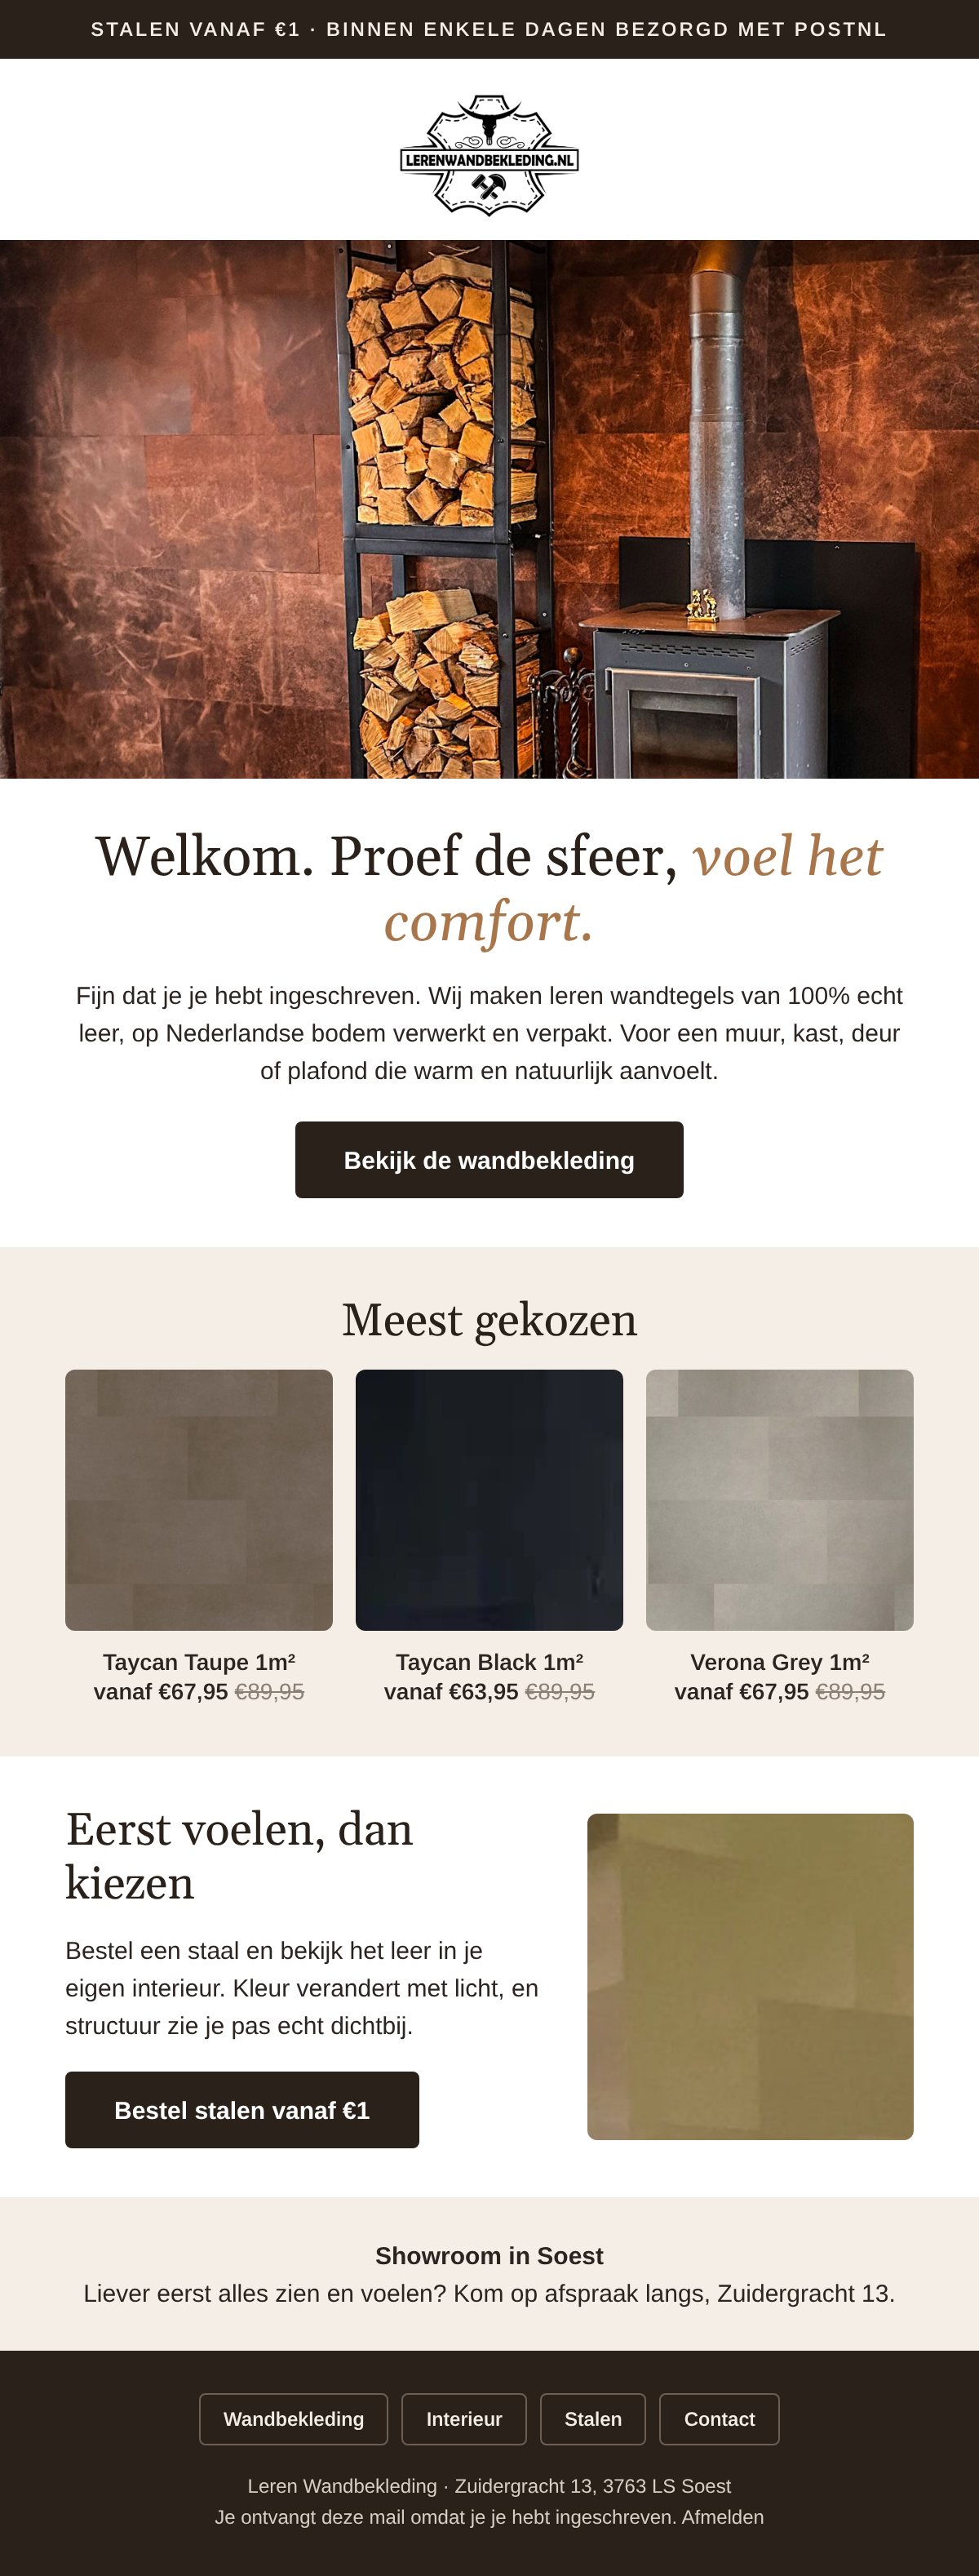 STALEN VANAF €1 · BINNEN ENKELE DAGEN BEZORGD MET POSTNL
LERENWANDBEKLEDING.NL
Welkom. Proef de sfeer, voel het
comfort.
Fijn dat je je hebt ingeschreven. Wij maken leren wandtegels van 100% echt
leer, op Nederlandse bodem verwerkt en verpakt. Voor een muur, kast, deur
of plafond die warm en natuurlijk aanvoelt.
Bekijk de wandbekleding
Meest gekozen
Taycan Taupe 1m²
vanaf €67,95 €89,95
Taycan Black 1m²
vanaf €63,95 €89,95
Verona Grey 1m²
vanaf €67,95 €89,95
Eerst voelen, dan
kiezen
Bestel een staal en bekijk het leer in je
eigen interieur. Kleur verandert met licht, en
structuur zie je pas echt dichtbij.
Bestel stalen vanaf €1
Showroom in Soest
Liever eerst alles zien en voelen? Kom op afspraak langs, Zuidergracht 13.
Wandbekleding
Interieur
Stalen
Contact
Leren Wandbekleding · Zuidergracht 13, 3763 LS Soest
Je ontvangt deze mail omdat je je hebt ingeschreven. Afmelden